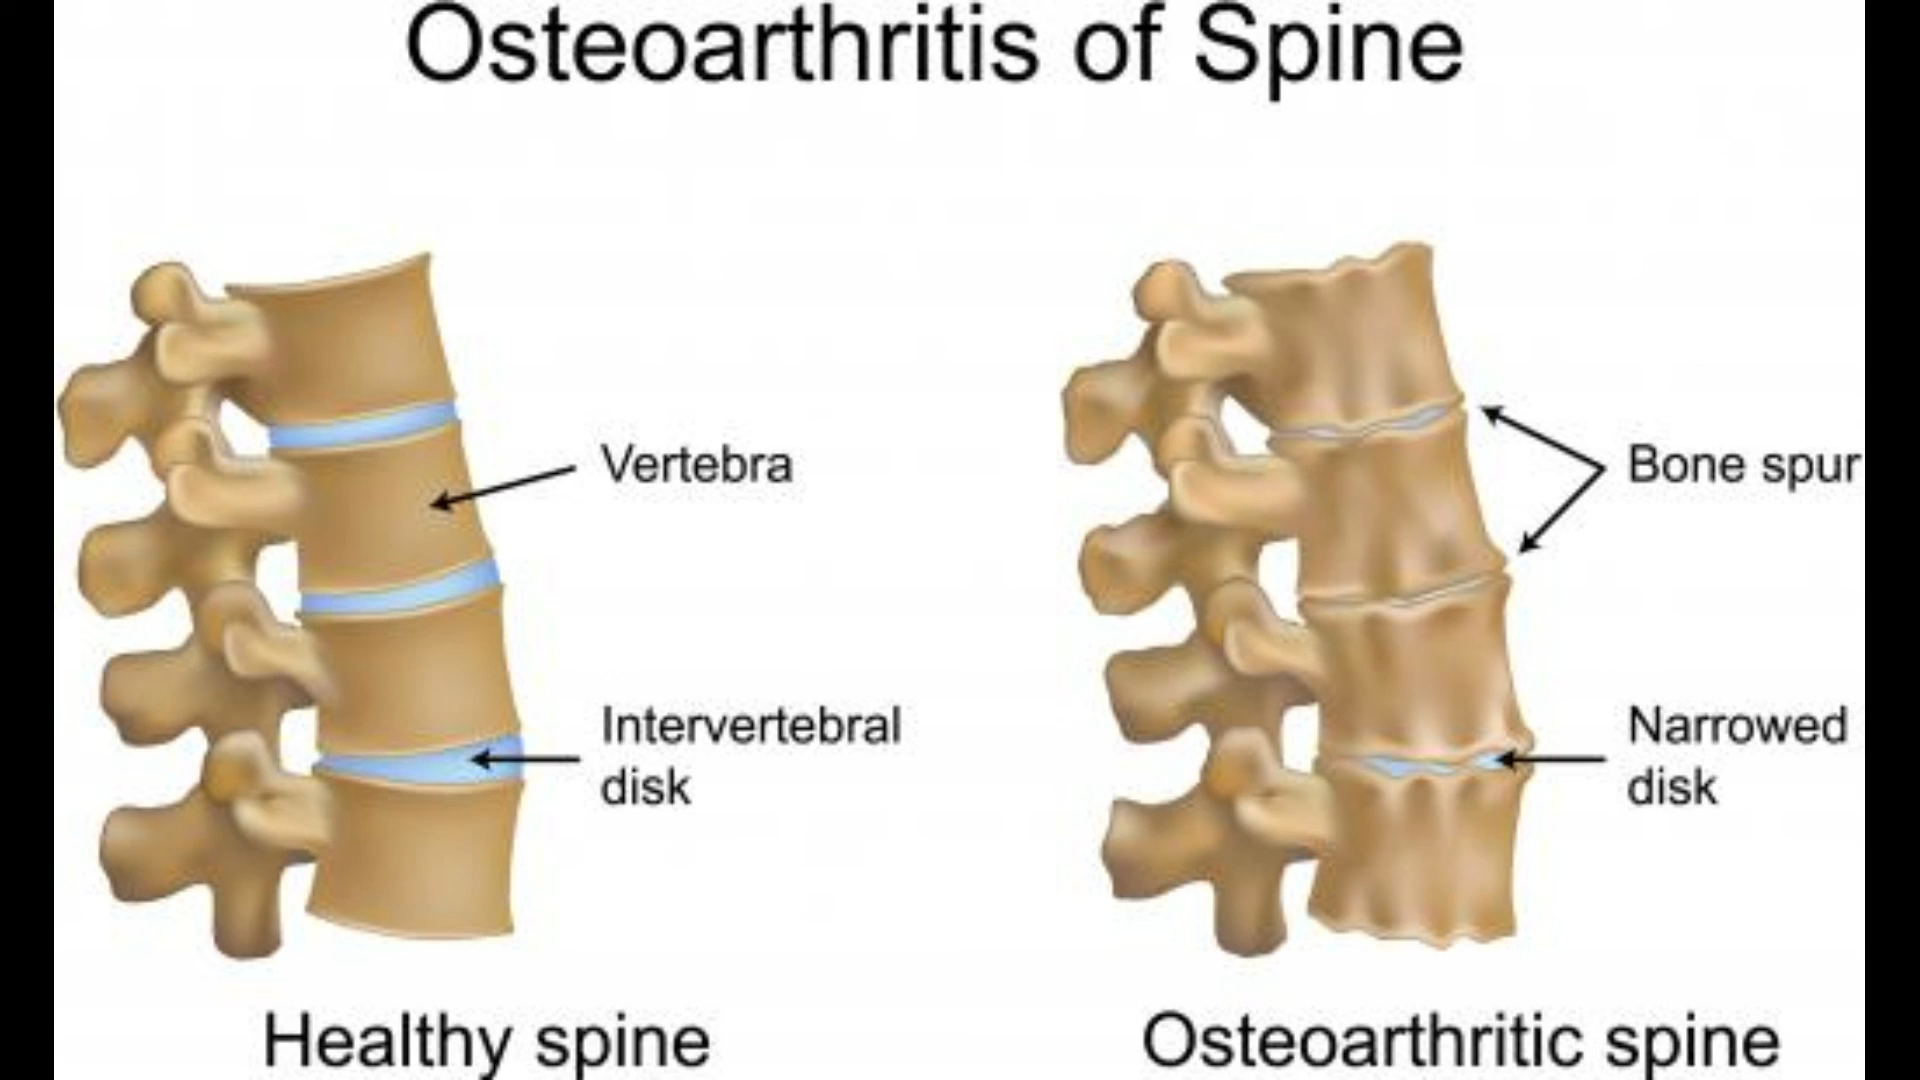 Osteoarthritis of Spine
Vertebra
Intervertebral
disk
Healthy spine
Bone spur
Narrowed
disk
Osteoarthritic spine